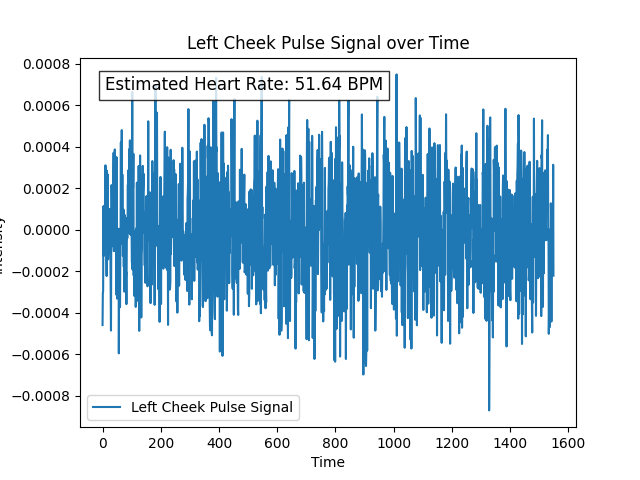 Left Cheek Pulse Signal over Time
Estimated Heart Rate: 51.64 BPM
0.0008
0.0006
0.0004
0.0002
0.0000
−0.0002
−0.0004
−0.0006
−0.0008
Left Cheek Pulse Signal
0 200 400 600 800 1000 1200 1400 1600
Time